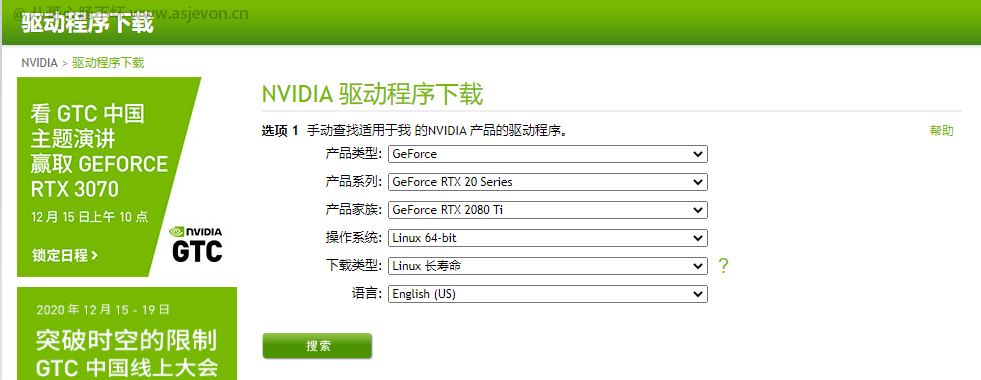 www.asjevon.cn
驱动程序下载
NVIDIA > 驱动程序下载
看 GTC 中国
主题演讲
赢取 GEFORCE
RTX 3070
12 月 15 日上午 10 点
锁定日程 >
NVIDIA
GTC
2020 年 12 月 15 - 19 日
突破时空的限制
GTC 中国线上大会
NVIDIA 驱动程序下载
选项 1 手动查找适用于我 的NVIDIA 产品的驱动程序。
帮助
产品类型: GeForce
产品系列: GeForce RTX 20 Series
产品家族: GeForce RTX 2080 Ti
操作系统: Linux 64-bit
下载类型: Linux 长寿命 ?
语言: English (US)
搜索